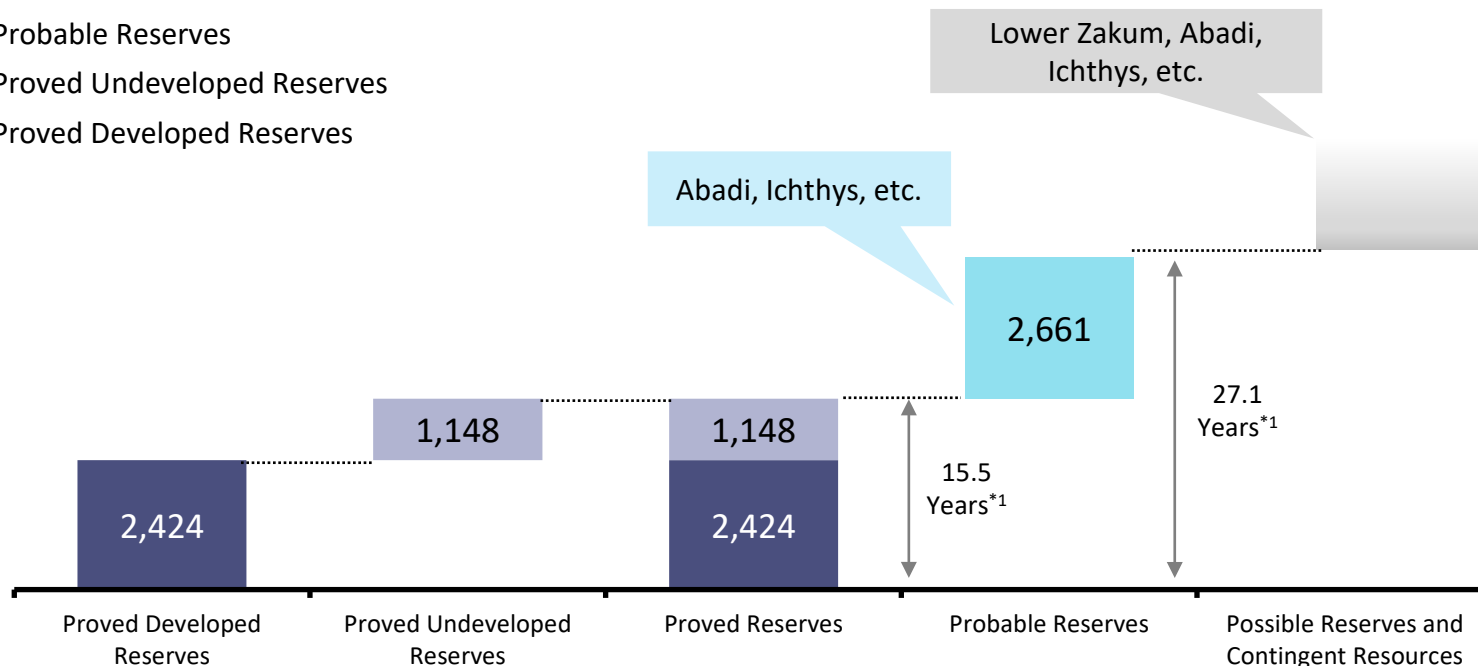 Probable Reserves
Proved Undeveloped Reserves
Proved Developed Reserves
Lower Zakum, Abadi,
Ichthys, etc.
Abadi, Ichthys, etc.
2,661
1,148
1,148
27.1
Years*1
15.5
Years*1
2,424
2,424
Proved Developed
Reserves
Proved Undeveloped
Reserves
Proved Reserves
Probable Reserves
Possible Reserves and
Contingent Resources